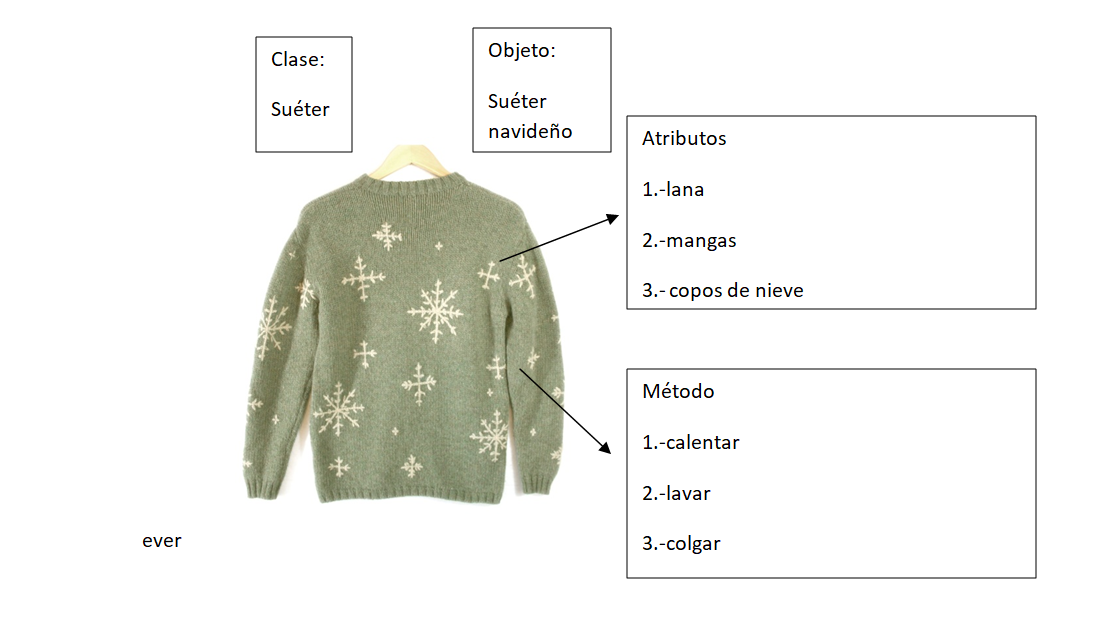 Clase:
Suéter
Objeto:
Suéter
navideño
Atributos
1.-lana
2.-mangas
3.- copos de nieve
Método
1.-calentar
2.-lavar
3.-colgar
ever